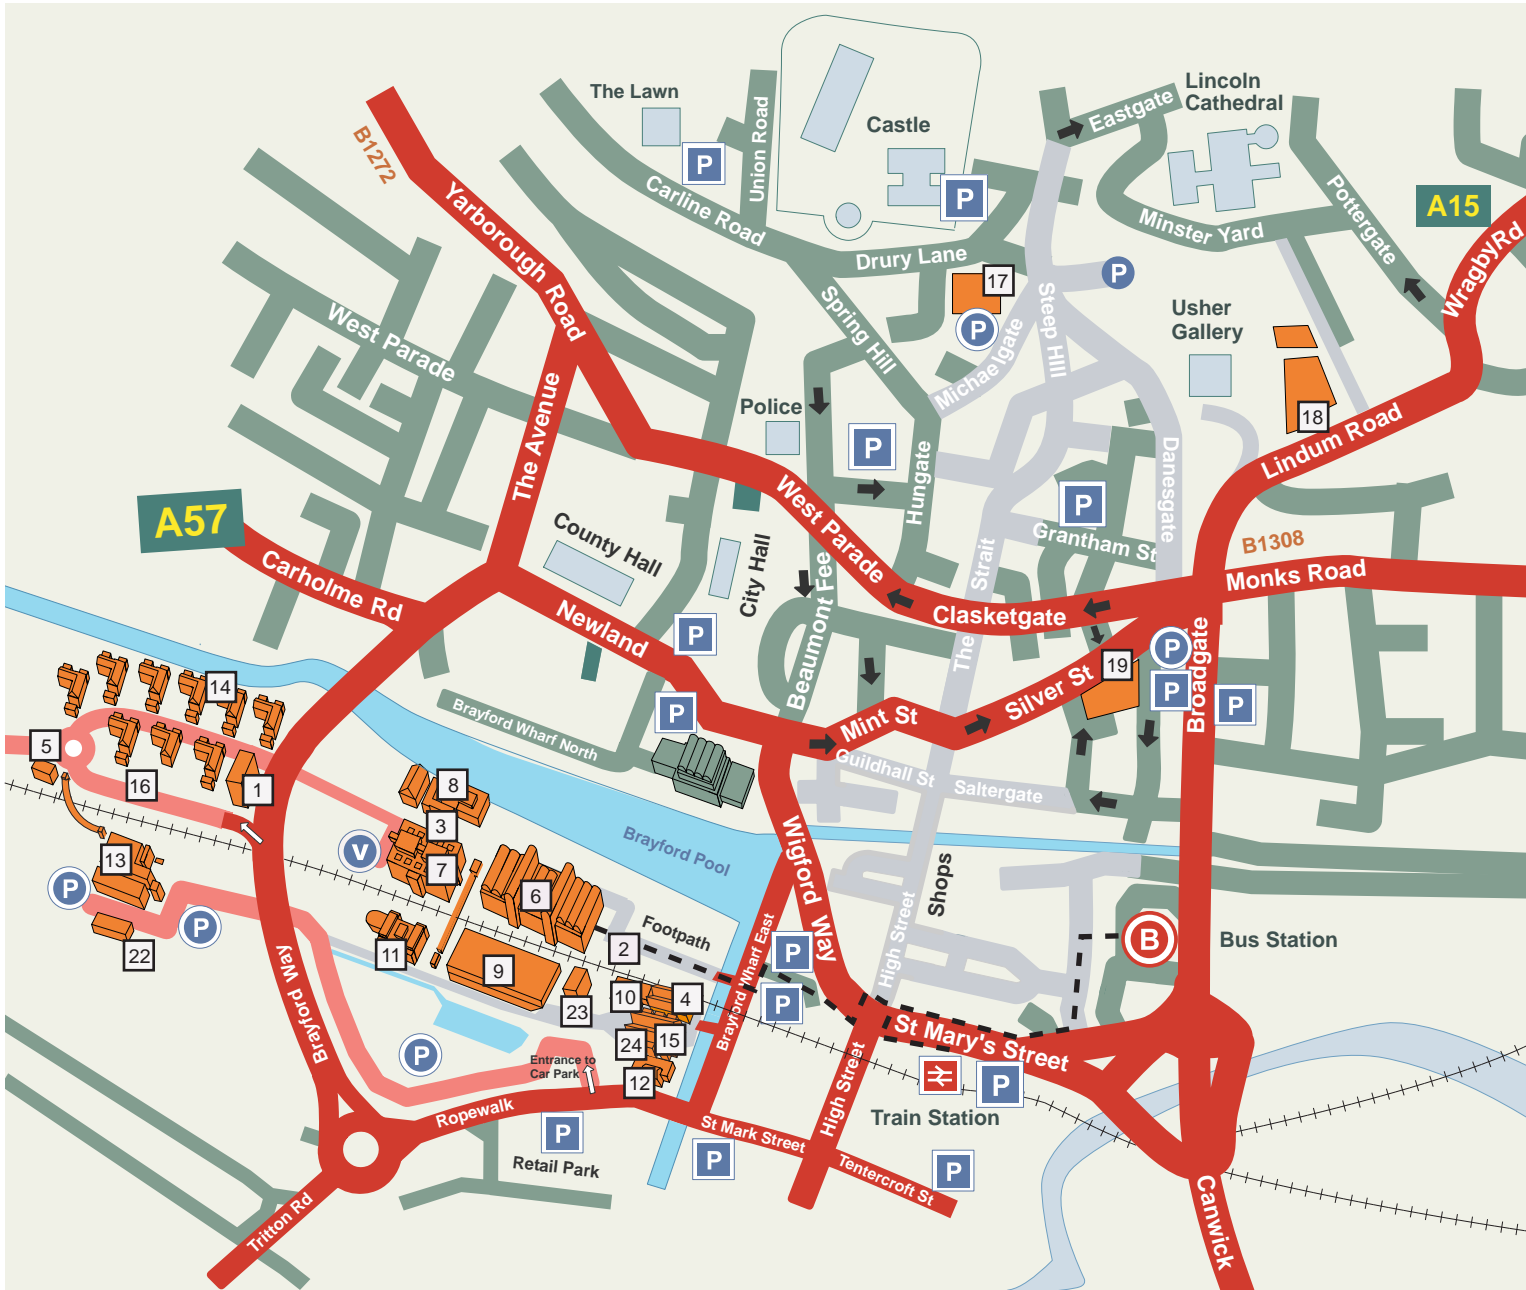 The Lawn
P
Union Road
Castle
P
Eastgate
Lincoln
Cathedral
B1272
Yarborough Road
Carline Road
Minster Yard
Pottergate
A15
WragbyRd
Drury Lane
17
P
P
Steep HIll
Spring Hill
Michaelgate
Usher
Gallery
West Parade
The Avenue
Police
P
18
Lindum Road
Hungate
Danesgate
P
Grantham St
A57
County Hall
City Hall
West Parade
B1308
Monks Road
Carholme Rd
Newland
P
Beaumont Fee
The Strait
Clasketgate
P
P
19
Silver St
Broadgate
P
14
Brayford Wharf North
P
Mint St
Guildhall St
Saltergate
5
16
1
8
3
7
V
Brayford Pool
Wigford Way
Shops
High Street
13
P
22
P
6
Footpath
2
11
9
23
10
4
24
15
12
Brayford Wharf East
P
P
B
Bus Station
St Mary's Street
Brayford Way
P
Entrance to
Car Park
Ropewalk
P
Retail Park
St Mark Street
P
High Street
Train Station
P
Tentercroft St
P
Tritton Rd
Canwick